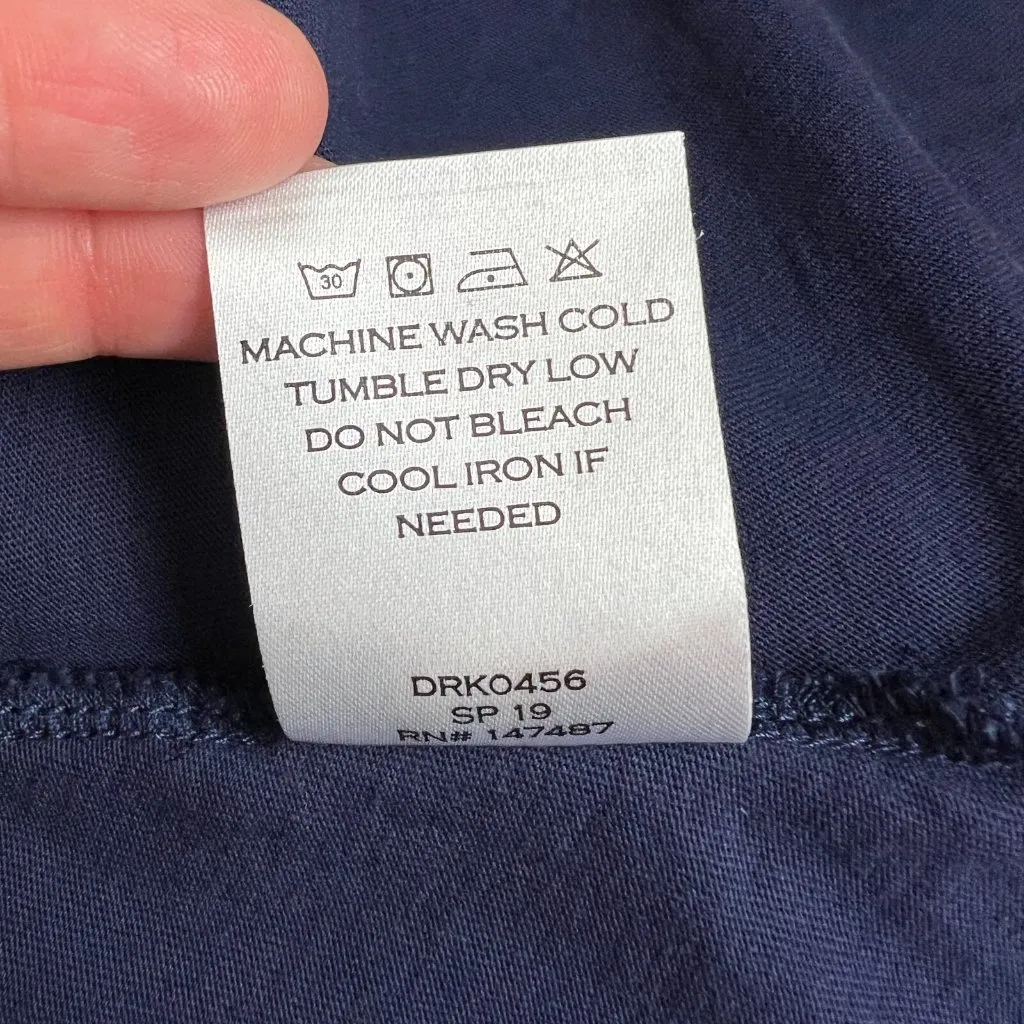 30
MACHINE WASH COLD
TUMBLE DRY LOW
DO NOT BLEACH
COOL IRON IF
NEEDED
DRK0456
SP 19
RN# 147487